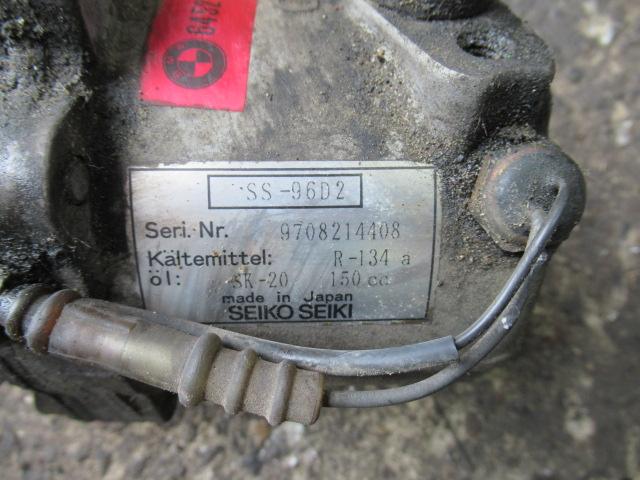 SS-96D2
Seri. Nr. 9708214408
Kältemittel: R-134 a
öl: SK-20 150 cc
made in Japan
SEIKO SEIKI